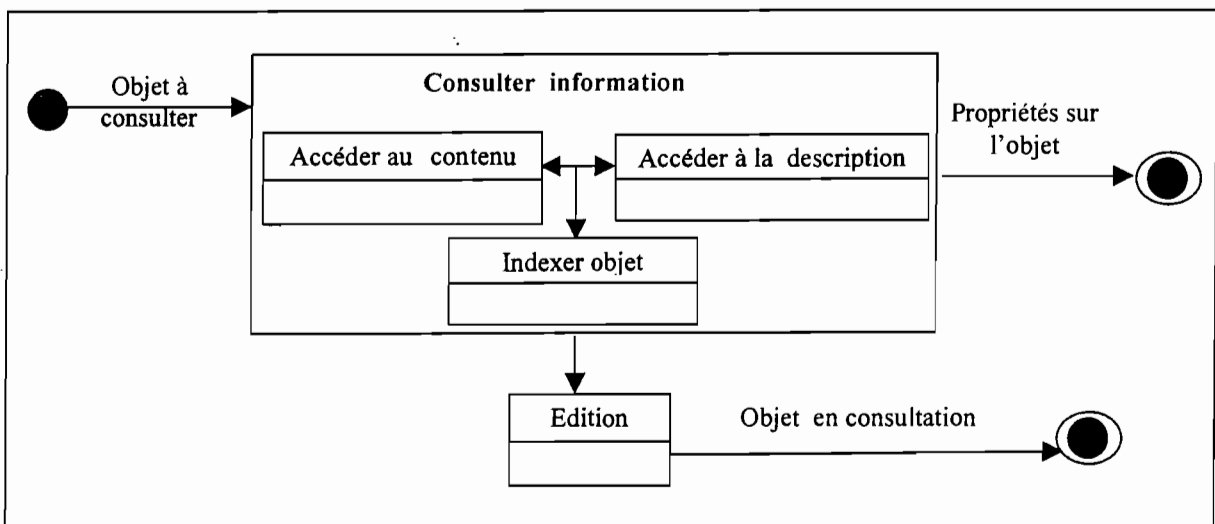 Objet à
consulter
Consulter information
Accéder au contenu
Accéder à la description
Indexer objet
Propriétés sur
l'objet
Edition
Objet en consultation